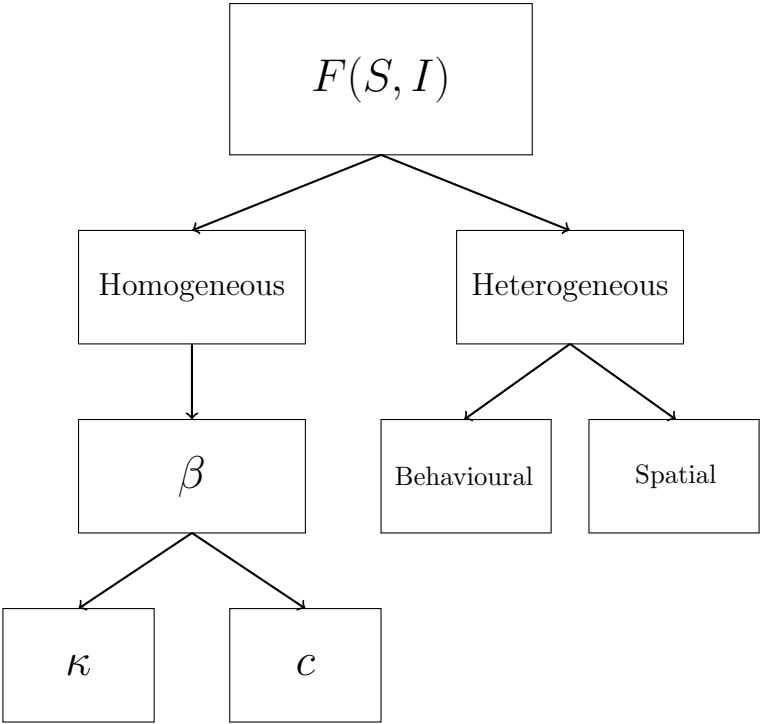 F(S, I)
Homogeneous
Heterogeneous
β
Behavioural
Spatial
κ
c